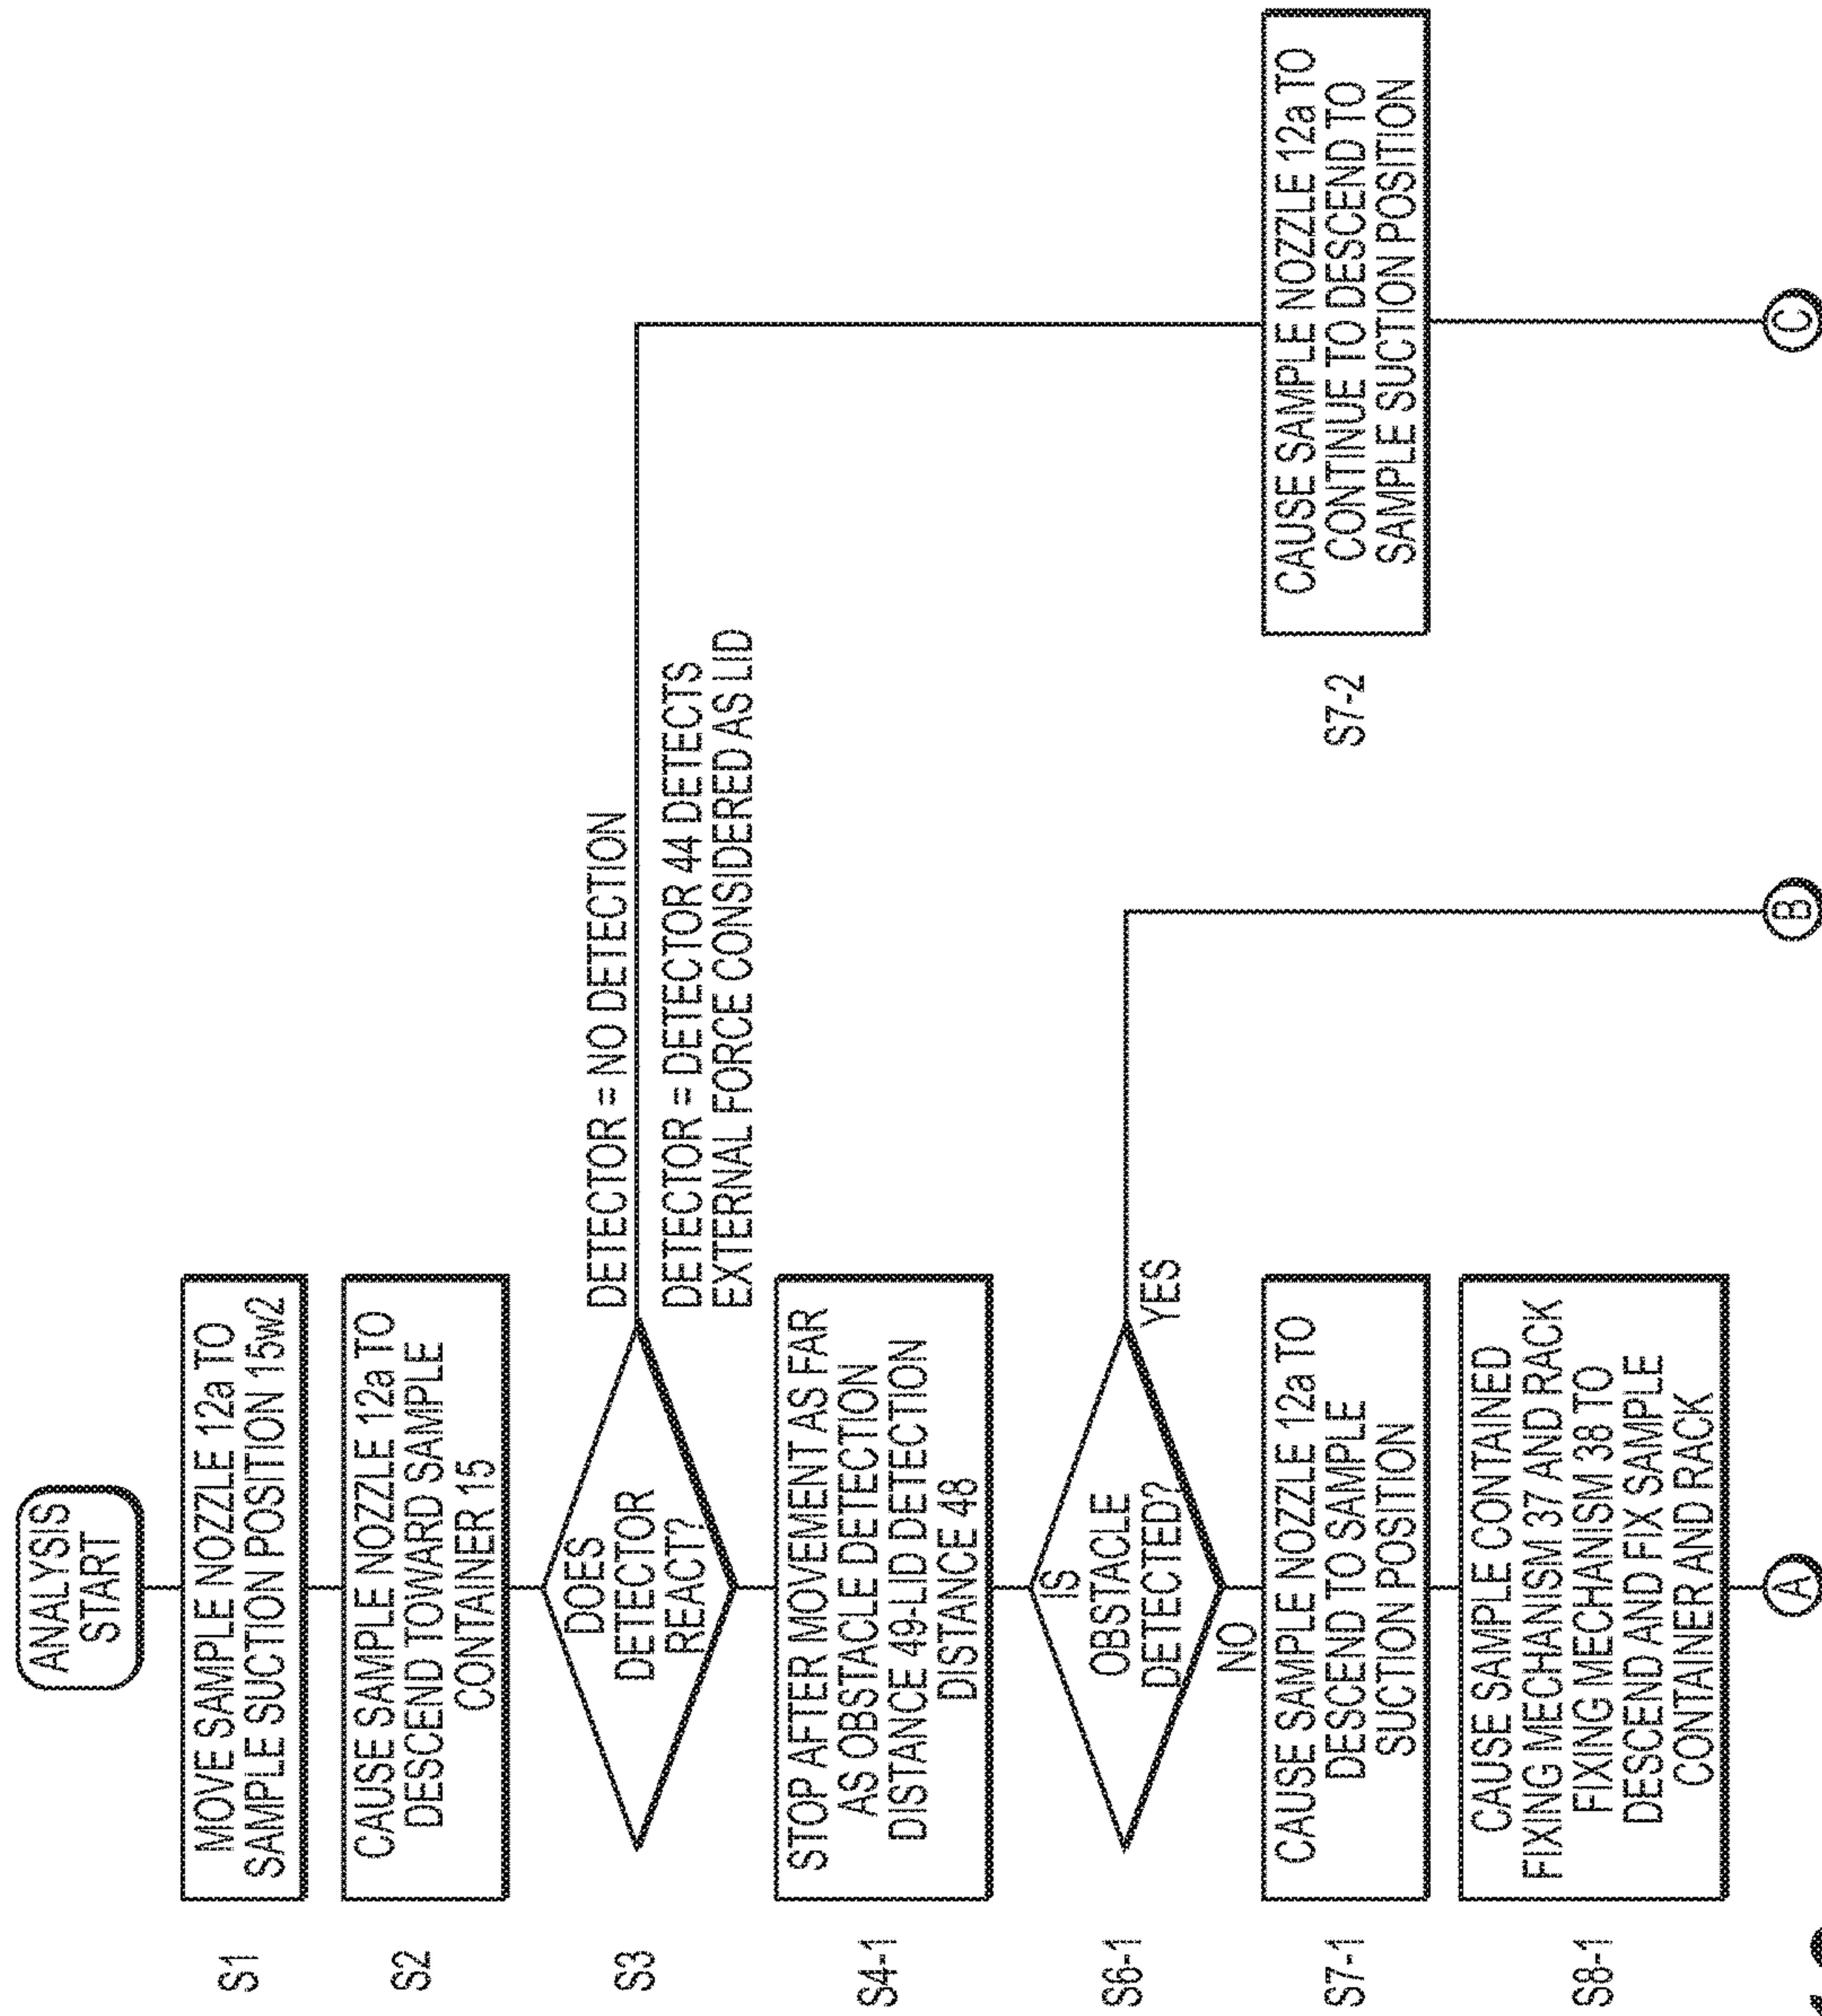 ANALYSIS
START
S1
MOVE SAMPLE NOZZLE 12a TO
SAMPLE SUCTION POSITION 15w2
S2
CAUSE SAMPLE NOZZLE 12a TO
DESCEND TOWARD SAMPLE
CONTAINER 15
S3
DOES
DETECTOR
REACT?
DETECTOR = NO DETECTION
DETECTOR = DETECTOR 44 DETECTS
EXTERNAL FORCE CONSIDERED AS LID
S4-1
STOP AFTER MOVEMENT AS FAR
AS OBSTACLE DETECTION
DISTANCE 49-LID DETECTION
DISTANCE 48
S6-1
IS
OBSTACLE
DETECTED?
YES
NO
S7-1
CAUSE SAMPLE NOZZLE 12a TO
DESCEND TO SAMPLE
SUCTION POSITION
S7-2
CAUSE SAMPLE NOZZLE 12a TO
CONTINUE TO DESCEND TO
SAMPLE SUCTION POSITION
S8-1
CAUSE SAMPLE CONTAINED
FIXING MECHANISM 37 AND RACK
FIXING MECHANISM 38 TO
DESCEND AND FIX SAMPLE
CONTAINER AND RACK
A
B
C